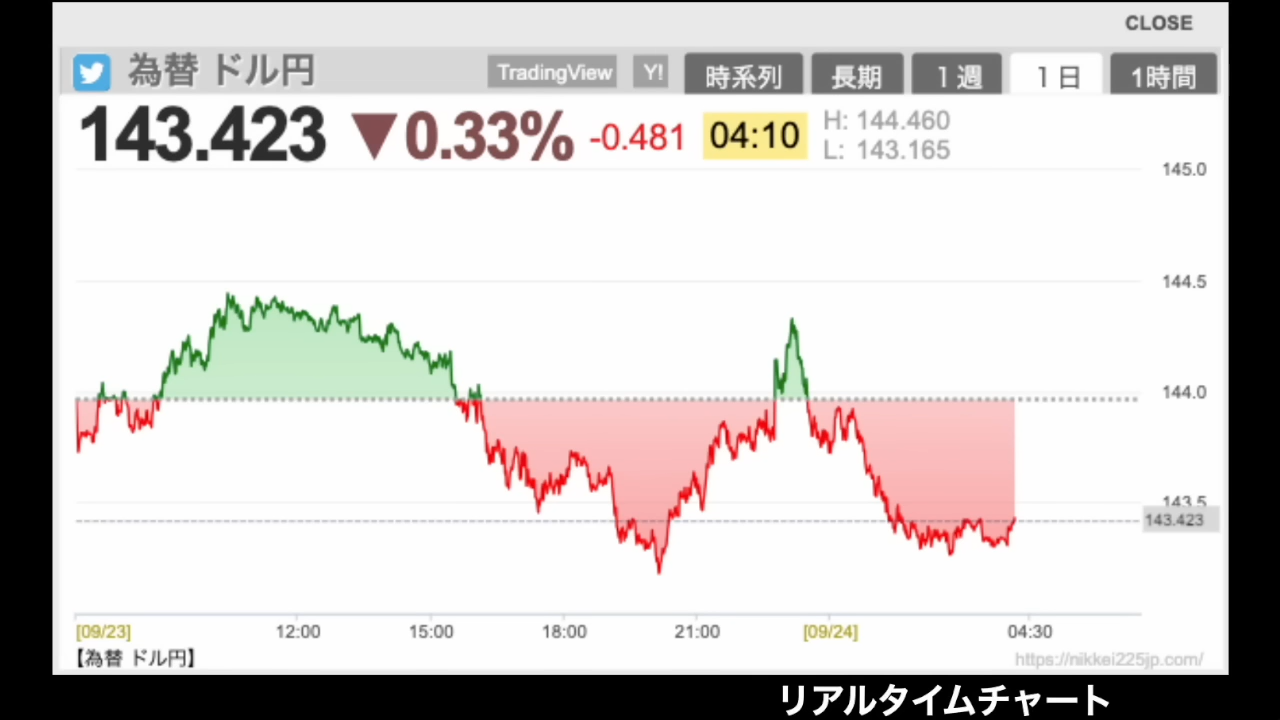 CLOSE
為替 ドル円
TradingView Y! 時系列 長期 1週 1日 1時間
143.423 ▼0.33% -0.481 04:10
H: 144.460
L: 143.165
145.0
144.5
144.0
143.5
143.423
[09/23] 12:00 15:00 18:00 21:00 [09/24] 04:30
【為替 ドル円】
https://nikkei225jp.com/
リアルタイムチャート